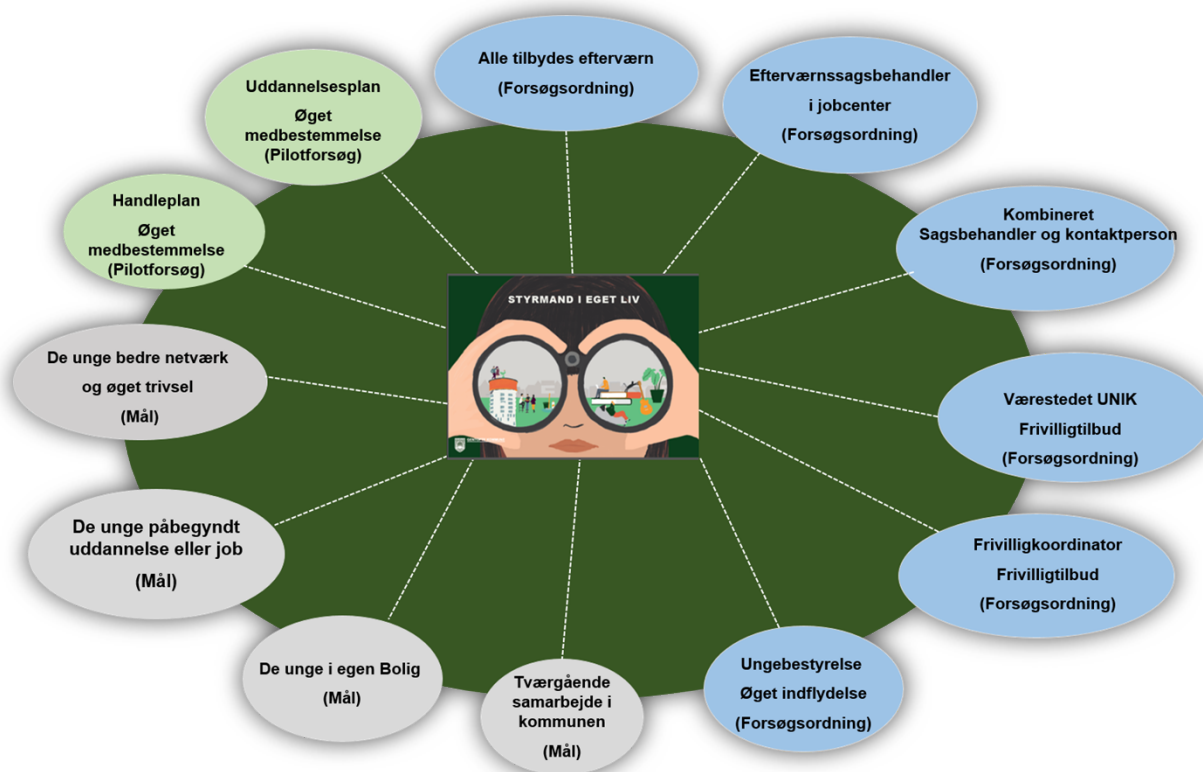 Alle tilbydes efterværn
(Forsøgsordning)
Efterværnssagsbehandler
i jobcenter
(Forsøgsordning)
Kombineret
Sagsbehandler og kontaktperson
(Forsøgsordning)
Værestedet UNIK
Frivilligtilbud
(Forsøgsordning)
Frivilligkoordinator
Frivilligtilbud
(Forsøgsordning)
Ungebestyrelse
Øget indflydelse
(Forsøgsordning)
Tværgående
samarbejde i
kommunen
(Mål)
De unge i egen Bolig
(Mål)
De unge påbegyndt
uddannelse eller job
(Mål)
De unge bedre netværk
og øget trivsel
(Mål)
Handleplan
Øget
medbestemmelse
(Pilotforsøg)
Uddannelsesplan
Øget
medbestemmelse
(Pilotforsøg)
STYRMAND I EGET LIV